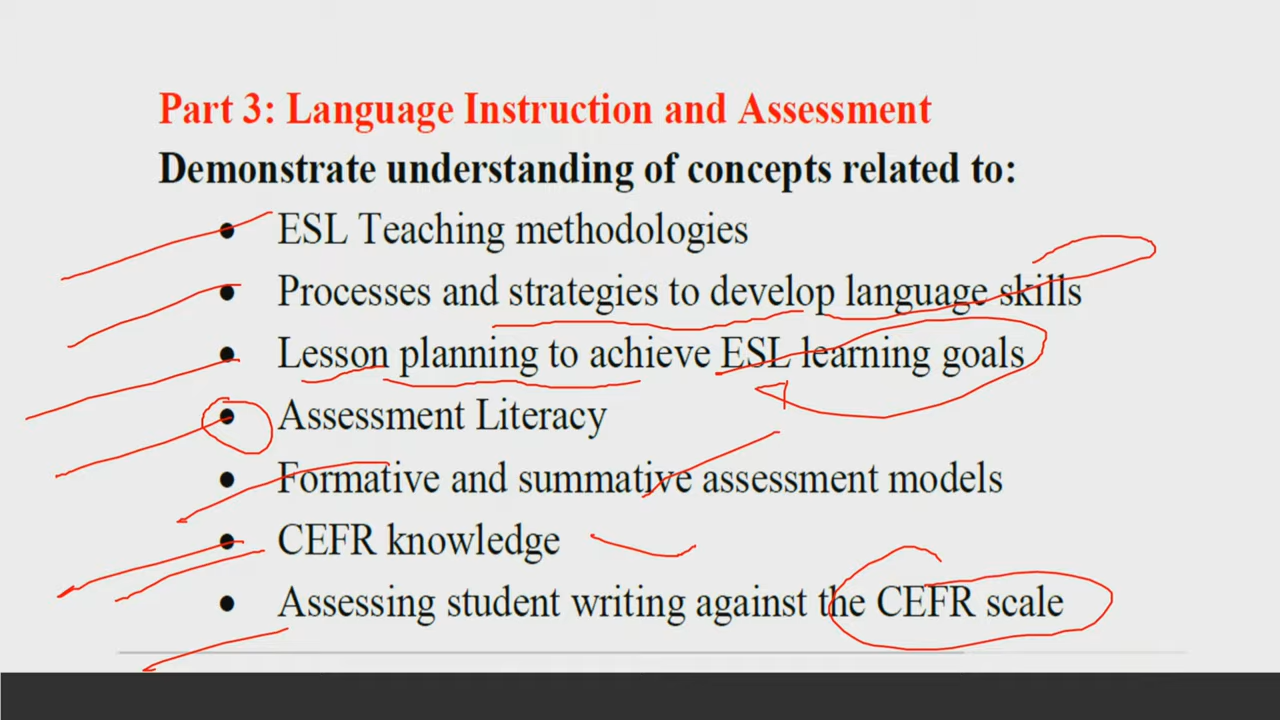 Part 3: Language Instruction and Assessment
Demonstrate understanding of concepts related to:
• ESL Teaching methodologies
• Processes and strategies to develop language skills
• Lesson planning to achieve ESL learning goals
• Assessment Literacy
• Formative and summative assessment models
• CEFR knowledge
• Assessing student writing against the CEFR scale